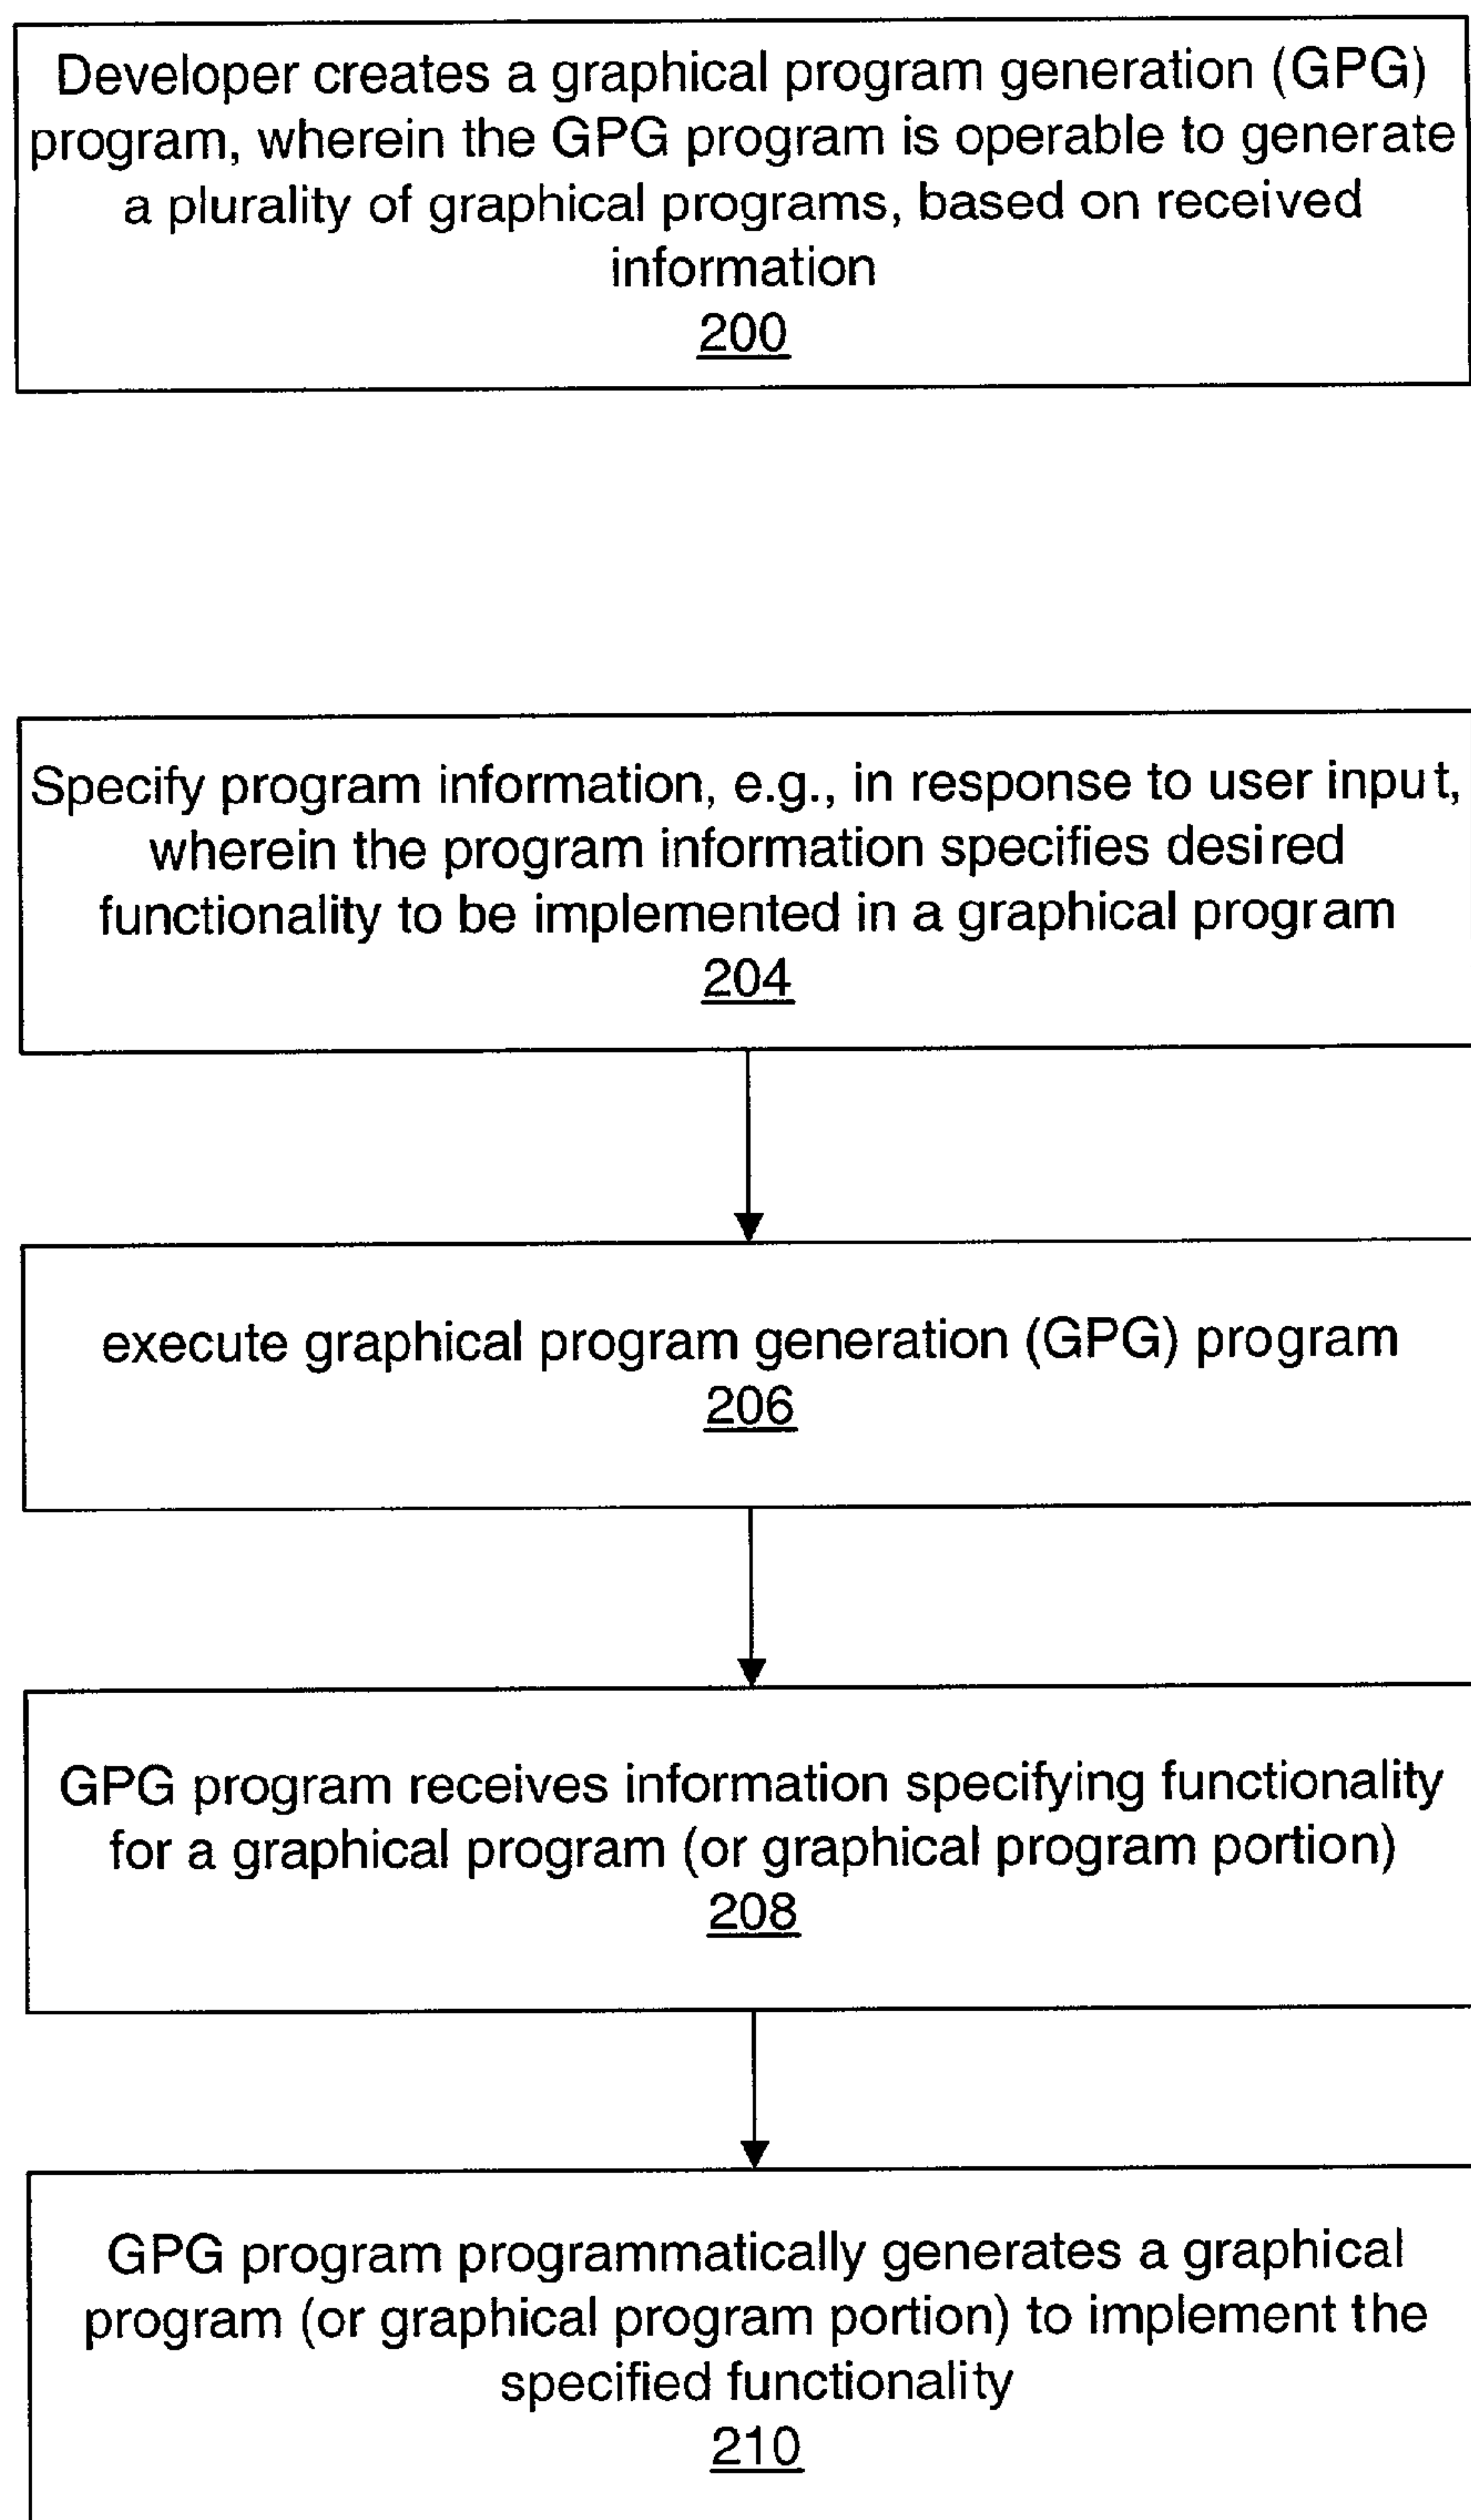 Developer creates a graphical program generation (GPG)
program, wherein the GPG program is operable to generate
a plurality of graphical programs, based on received
information
200
Specify program information, e.g., in response to user input,
wherein the program information specifies desired
functionality to be implemented in a graphical program
204
execute graphical program generation (GPG) program
206
GPG program receives information specifying functionality
for a graphical program (or graphical program portion)
208
GPG program programmatically generates a graphical
program (or graphical program portion) to implement the
specified functionality
210